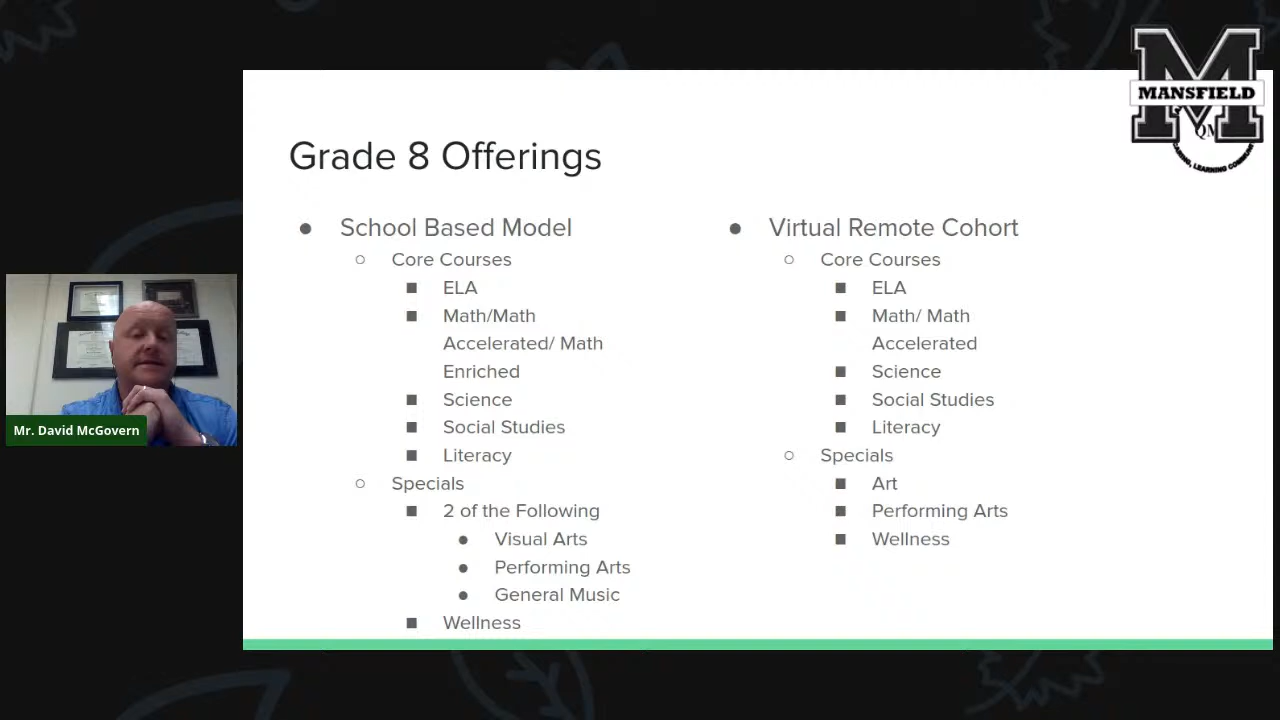 MANSFIELD
QM
Grade 8 Offerings
School Based Model
Core Courses
ELA
Math/Math
Accelerated/ Math
Enriched
Science
Social Studies
Literacy
Specials
2 of the Following
Visual Arts
Performing Arts
General Music
Wellness
Virtual Remote Cohort
Core Courses
ELA
Math/ Math
Accelerated
Science
Social Studies
Literacy
Specials
Art
Performing Arts
Wellness
Mr. David McGovern